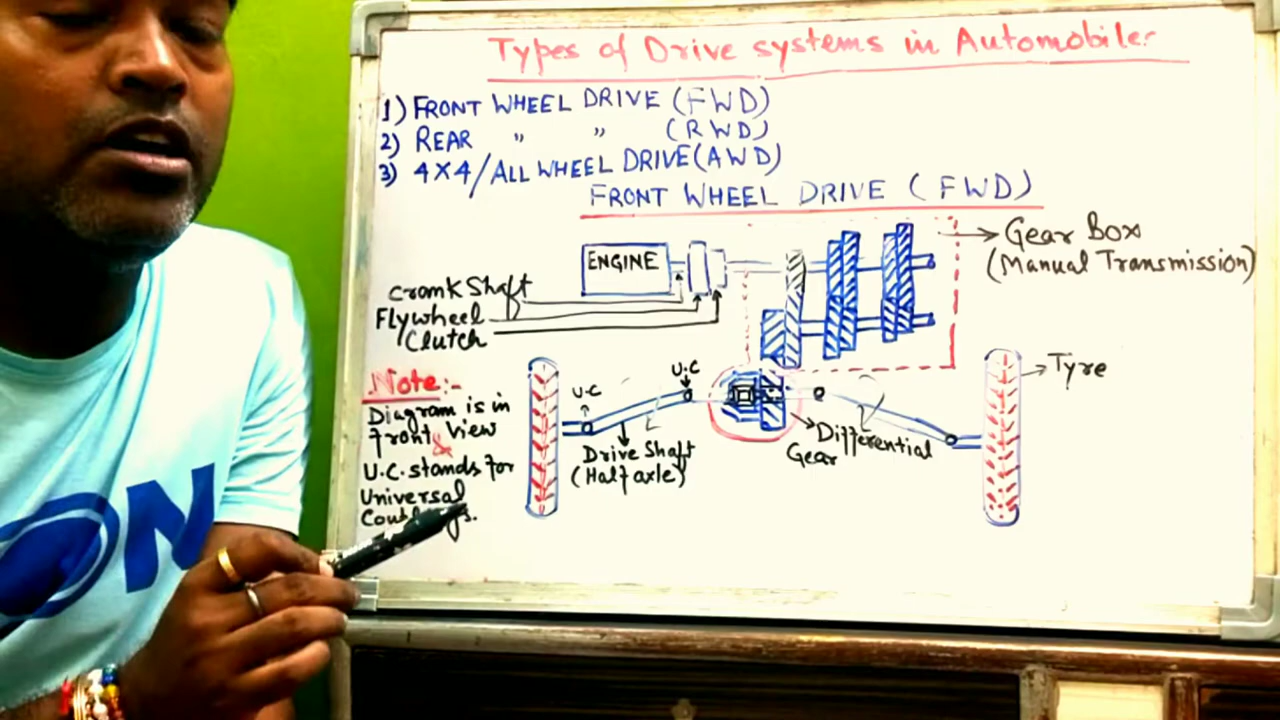 Types of Drive systems in Automobiles
1) FRONT WHEEL DRIVE (FWD)
2) REAR " " (RWD)
3) 4X4/ALL WHEEL DRIVE(AWD)
FRONT WHEEL DRIVE (FWD)
Gear Box
(Manual Transmission)
ENGINE
Crank Shaft
Flywheel
Clutch
Tyre
U.C
U.C
Note:-
Diagram is in
front view
&
U.C. stands for
Universal
Drive Shaft
(Half axle)
Differential
Gear
ON